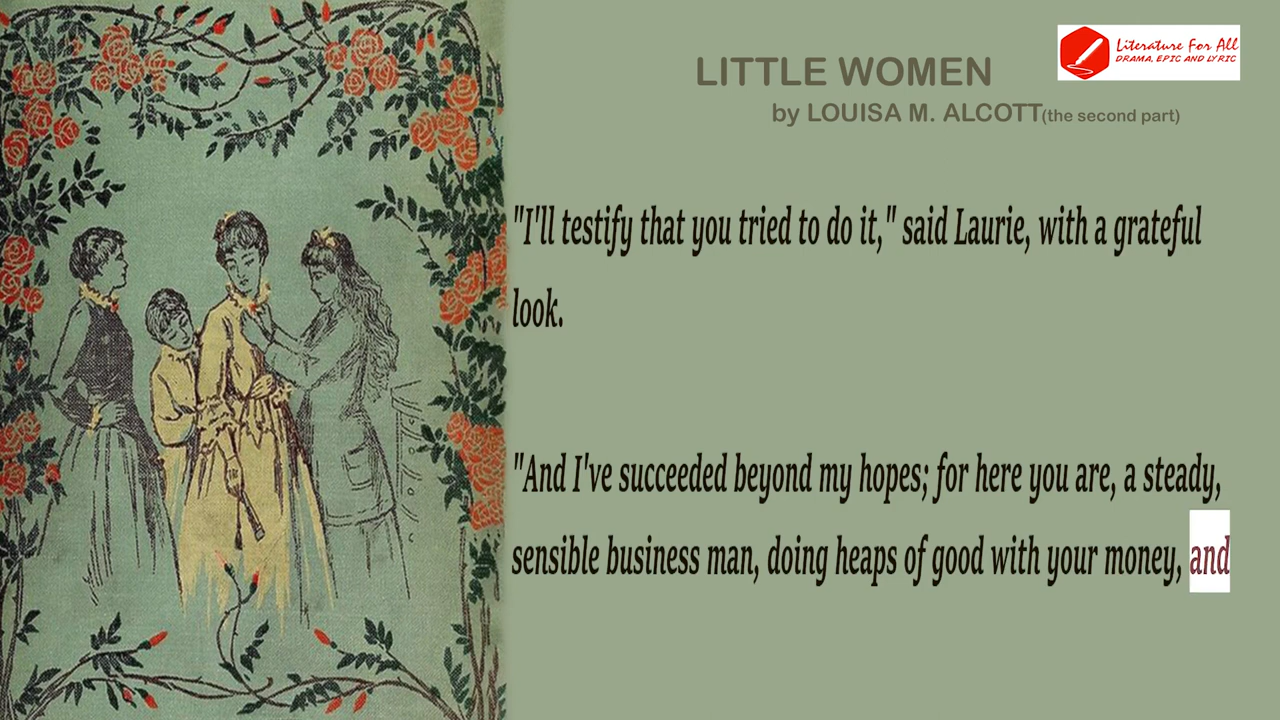 LITTLE WOMEN
by LOUISA M. ALCOTT(the second part)
Literature For All
DRAMA, EPIC AND LYRIC
"I'll testify that you tried to do it," said Laurie, with a grateful
look.
"And I've succeeded beyond my hopes; for here you are, a steady,
sensible business man, doing heaps of good with your money, and